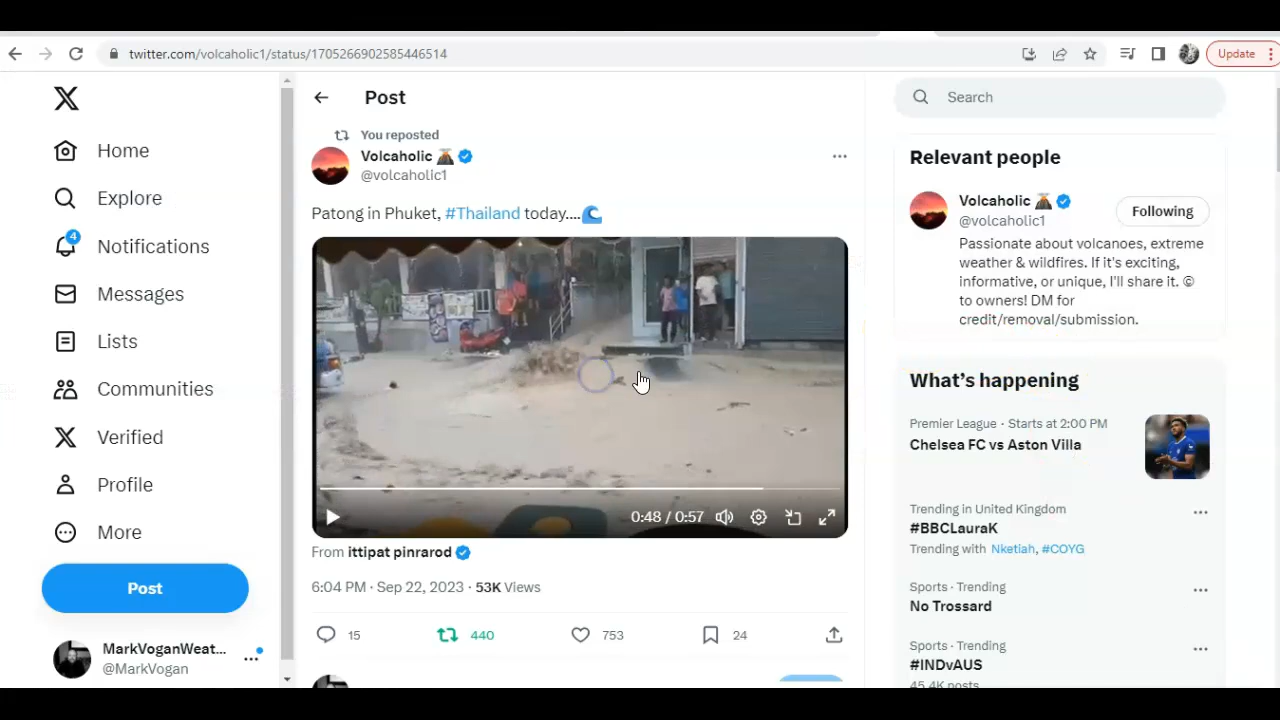 twitter.com/volcaholic1/status/1705266902585446514
Update
X
Home
Explore
4
Notifications
Messages
Lists
Communities
Verified
Profile
More
Post
MarkVoganWeat...
@MarkVogan
Post
You reposted
Volcaholic 🌋
@volcaholic1
Patong in Phuket, #Thailand today....🌊
0:48 / 0:57
From ittipat pinrarod
6:04 PM · Sep 22, 2023 · 53K Views
15 440 753 24
Search
Relevant people
Volcaholic 🌋
@volcaholic1
Following
Passionate about volcanoes, extreme
weather & wildfires. If it's exciting,
informative, or unique, I'll share it. ©
to owners! DM for
credit/removal/submission.
What's happening
Premier League · Starts at 2:00 PM
Chelsea FC vs Aston Villa
Trending in United Kingdom
#BBCLauraK
Trending with Nketiah, #COYG
Sports · Trending
No Trossard
Sports · Trending
#INDvAUS
45.4K posts